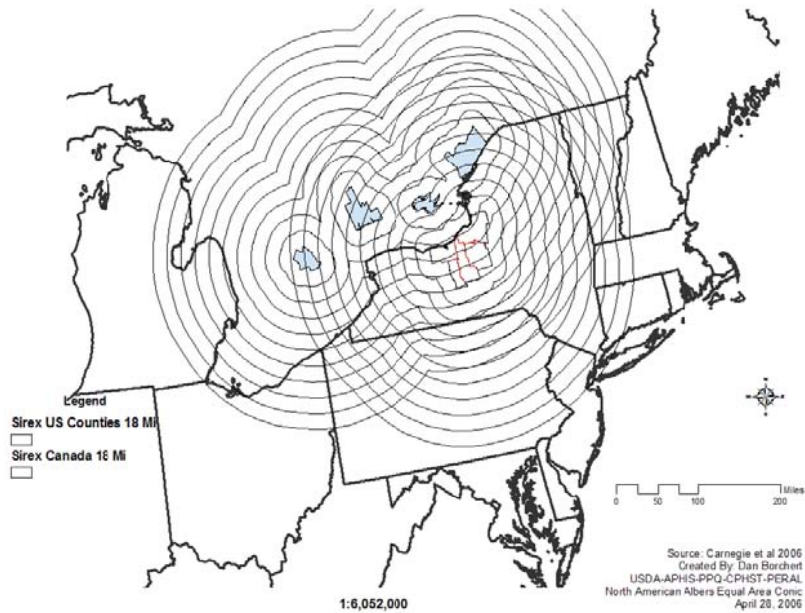 Legend
Sirex US Counties 18 Mi
Sirex Canada 18 Mi
Miles
0 25 50 100 200
Source: Carnegie et al 2006
Created By: Dan Borchert
USDA-APHIS-PPQ-CPHST-PERAL
North American Albers Equal Area Conic
April 28, 2006
1:6,052,000